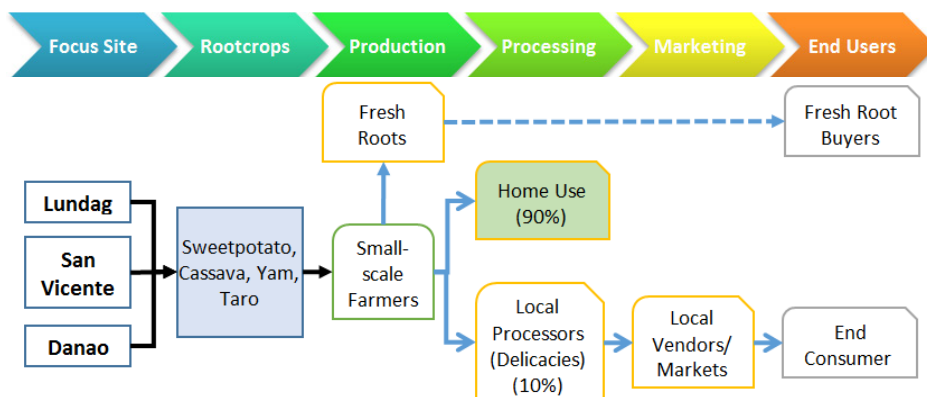 Focus Site
Rootcrops
Production
Processing
Marketing
End Users
Fresh
Roots
Fresh Root
Buyers
Lundag
San
Vicente
Danao
Sweetpotato,
Cassava, Yam,
Taro
Small-
scale
Farmers
Home Use
(90%)
Local
Processors
(Delicacies)
(10%)
Local
Vendors/
Markets
End
Consumer